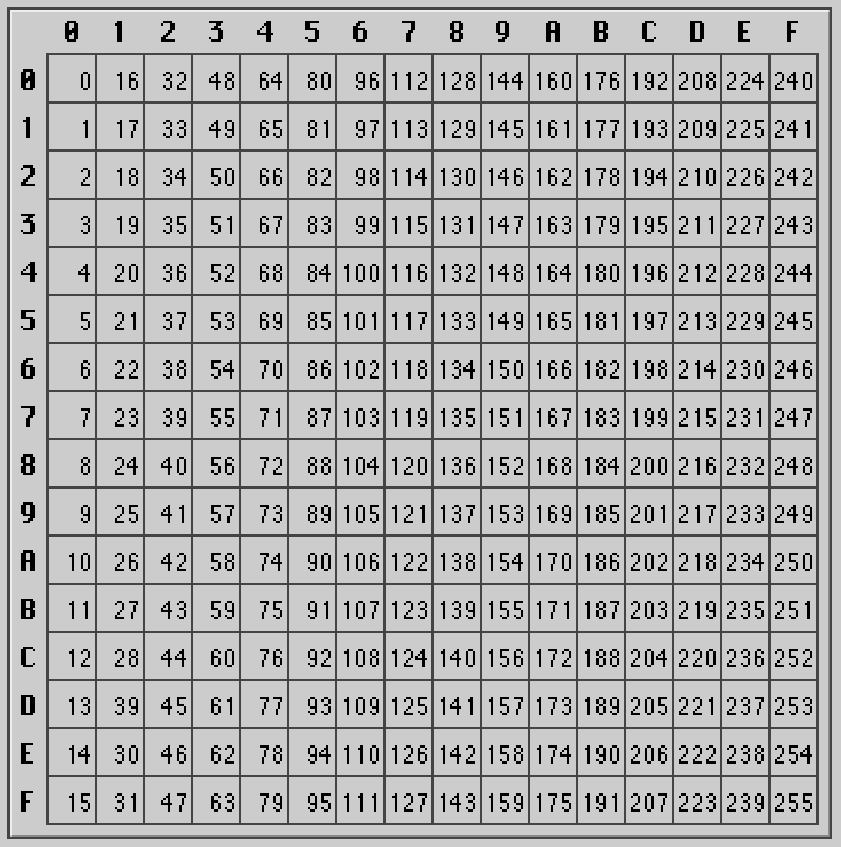 0 1 2 3 4 5 6 7 8 9 A B C D E F
0 0 16 32 48 64 80 96 112 128 144 160 176 192 208 224 240
1 1 17 33 49 65 81 97 113 129 145 161 177 193 209 225 241
2 2 18 34 50 66 82 98 114 130 146 162 178 194 210 226 242
3 3 19 35 51 67 83 99 115 131 147 163 179 195 211 227 243
4 4 20 36 52 68 84 100 116 132 148 164 180 196 212 228 244
5 5 21 37 53 69 85 101 117 133 149 165 181 197 213 229 245
6 6 22 38 54 70 86 102 118 134 150 166 182 198 214 230 246
7 7 23 39 55 71 87 103 119 135 151 167 183 199 215 231 247
8 8 24 40 56 72 88 104 120 136 152 168 184 200 216 232 248
9 9 25 41 57 73 89 105 121 137 153 169 185 201 217 233 249
A 10 26 42 58 74 90 106 122 138 154 170 186 202 218 234 250
B 11 27 43 59 75 91 107 123 139 155 171 187 203 219 235 251
C 12 28 44 60 76 92 108 124 140 156 172 188 204 220 236 252
D 13 39 45 61 77 93 109 125 141 157 173 189 205 221 237 253
E 14 30 46 62 78 94 110 126 142 158 174 190 206 222 238 254
F 15 31 47 63 79 95 111 127 143 159 175 191 207 223 239 255